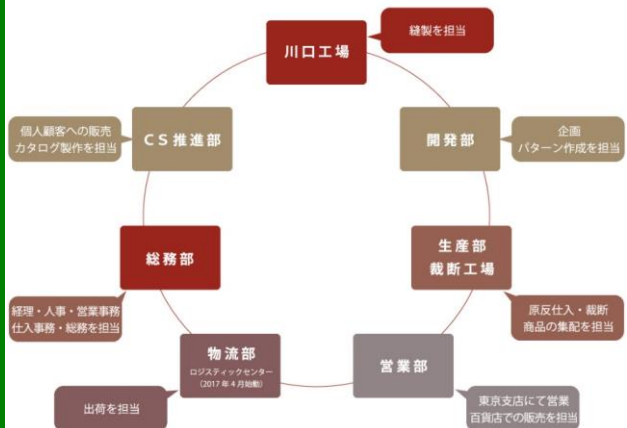 川口工場
縫製を担当
CS推進部
個人顧客への販売
カタログ製作を担当
開発部
企画
パターン作成を担当
総務部
経理・人事・営業事務
仕入事務・総務を担当
生産部
裁断工場
原反仕入・裁断
商品の集配を担当
物流部
ロジスティックセンター
(2017年4月始動)
出荷を担当
営業部
東京支店にて営業
百貨店での販売を担当